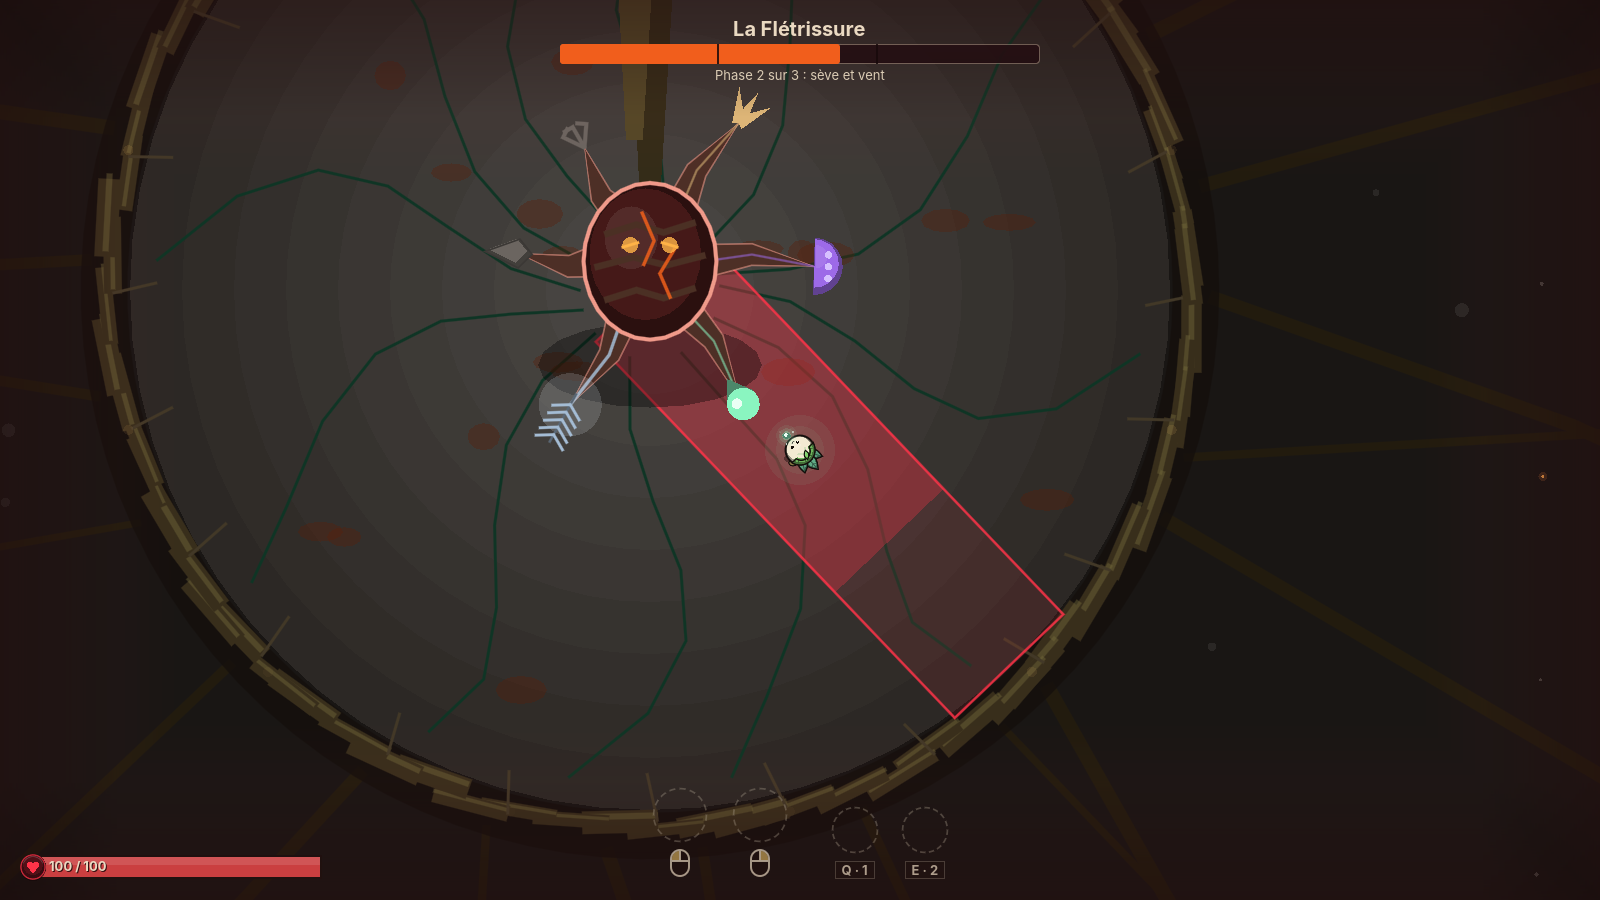 La Flétrissure
Phase 2 sur 3 : sève et vent
100 / 100
Q · 1
E · 2